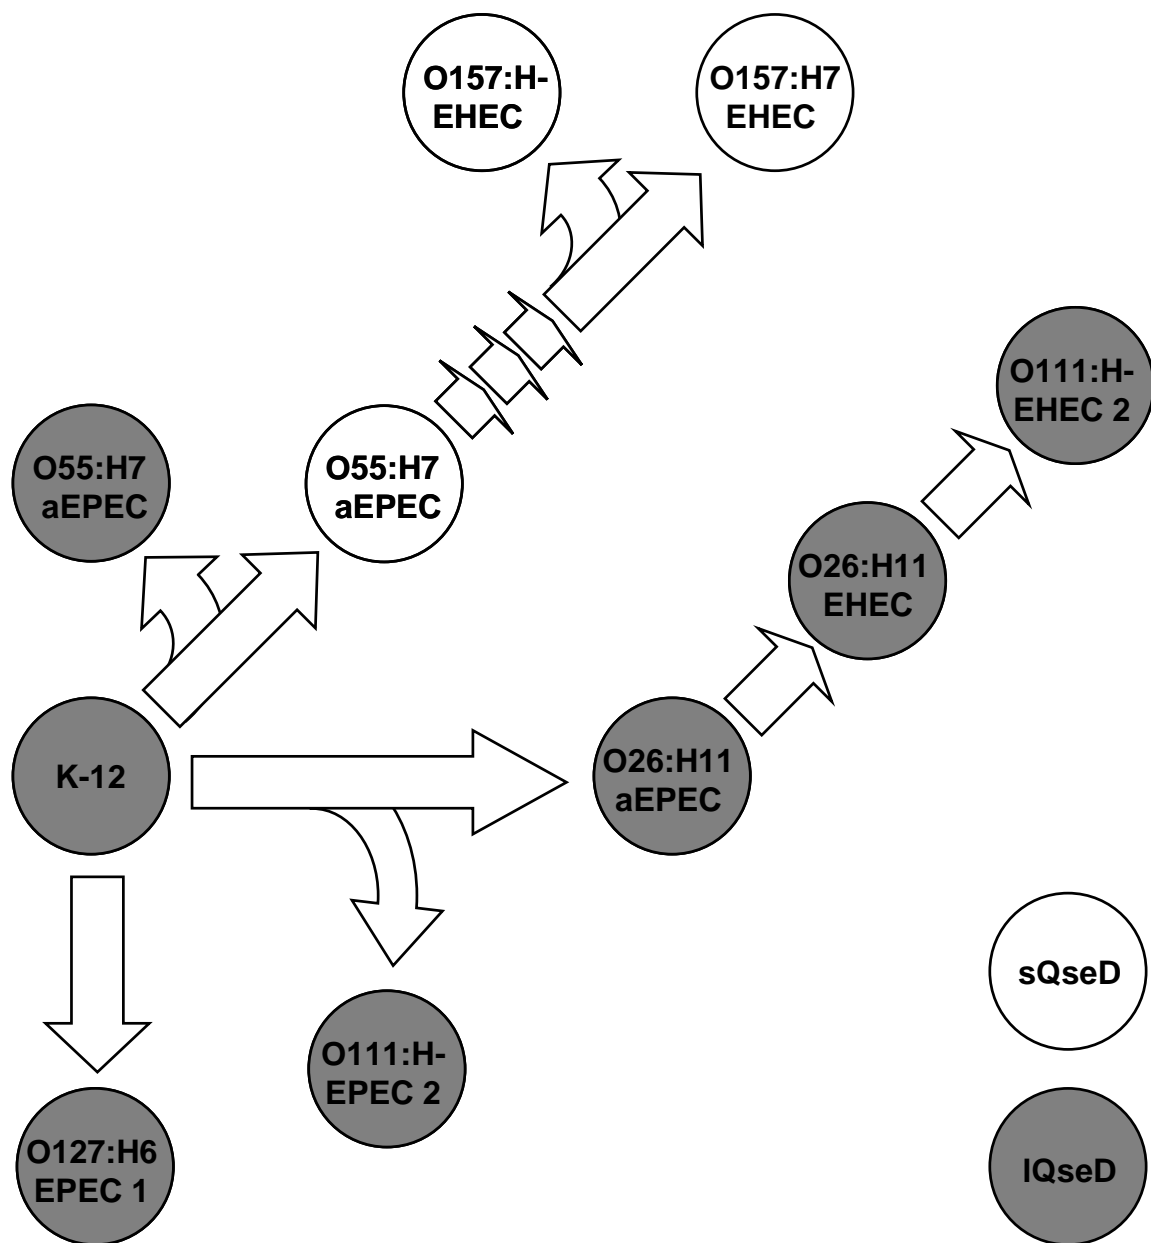 O157:H-
EHEC
O157:H7
EHEC
O111:H-
EHEC 2
O55:H7
aEPEC
O55:H7
aEPEC
O26:H11
EHEC
K-12
O26:H11
aEPEC
sQseD
O111:H-
EPEC 2
O127:H6
EPEC 1
lQseD